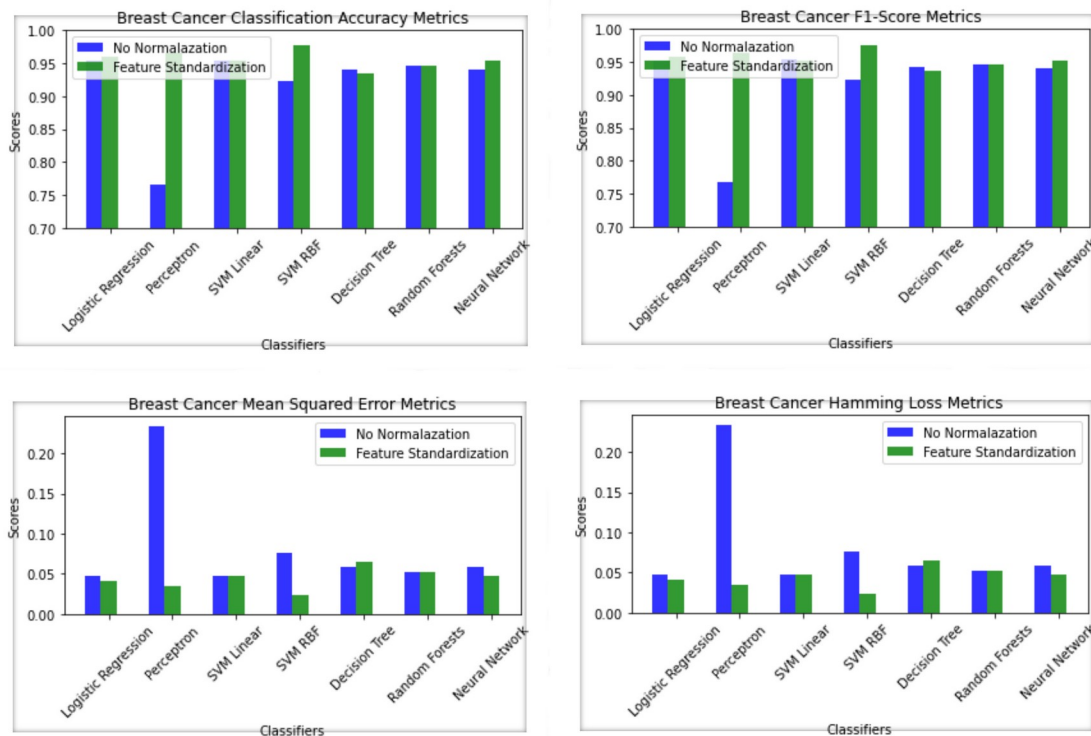 Breast Cancer Classification Accuracy Metrics
1.00
0.95
0.90
0.85
0.80
0.75
0.70
Scores
No Normalazation
Feature Standardization
Logistic Regression
Perceptron
SVM Linear
SVM RBF
Decision Tree
Random Forests
Neural Network
Classifiers
Breast Cancer F1-Score Metrics
1.00
0.95
0.90
0.85
0.80
0.75
0.70
Scores
No Normalazation
Feature Standardization
Logistic Regression
Perceptron
SVM Linear
SVM RBF
Decision Tree
Random Forests
Neural Network
Classifiers
Breast Cancer Mean Squared Error Metrics
0.20
0.15
0.10
0.05
0.00
Scores
No Normalazation
Feature Standardization
Logistic Regression
Perceptron
SVM Linear
SVM RBF
Decision Tree
Random Forests
Neural Network
Classifiers
Breast Cancer Hamming Loss Metrics
0.20
0.15
0.10
0.05
0.00
Scores
No Normalazation
Feature Standardization
Logistic Regression
Perceptron
SVM Linear
SVM RBF
Decision Tree
Random Forests
Neural Network
Classifiers